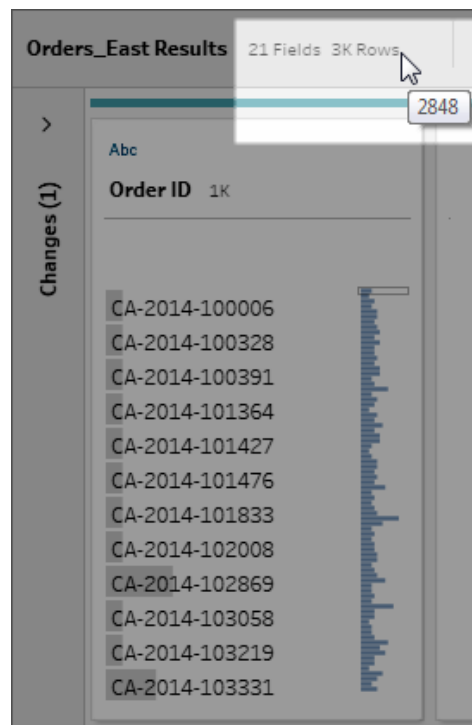 Orders_East Results 21 Fields 3K Rows
2848
Changes (1)
Abc
Order ID 1K
CA-2014-100006
CA-2014-100328
CA-2014-100391
CA-2014-101364
CA-2014-101427
CA-2014-101476
CA-2014-101833
CA-2014-102008
CA-2014-102869
CA-2014-103058
CA-2014-103219
CA-2014-103331